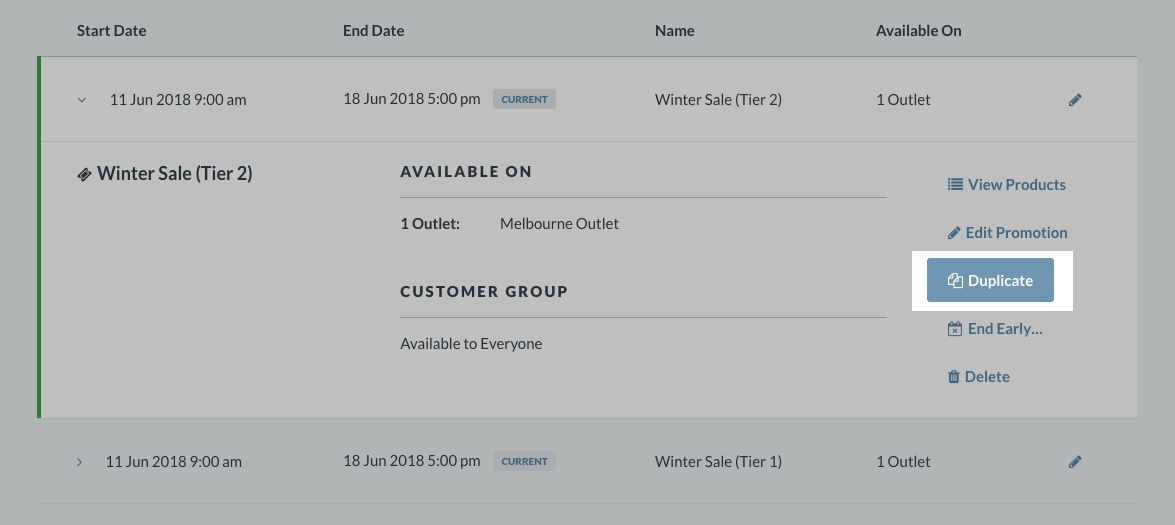 Start Date End Date Name Available On
11 Jun 2018 9:00 am 18 Jun 2018 5:00 pm CURRENT Winter Sale (Tier 2) 1 Outlet
Winter Sale (Tier 2)
AVAILABLE ON
1 Outlet: Melbourne Outlet
CUSTOMER GROUP
Available to Everyone
View Products
Edit Promotion
Duplicate
End Early...
Delete
11 Jun 2018 9:00 am 18 Jun 2018 5:00 pm CURRENT Winter Sale (Tier 1) 1 Outlet